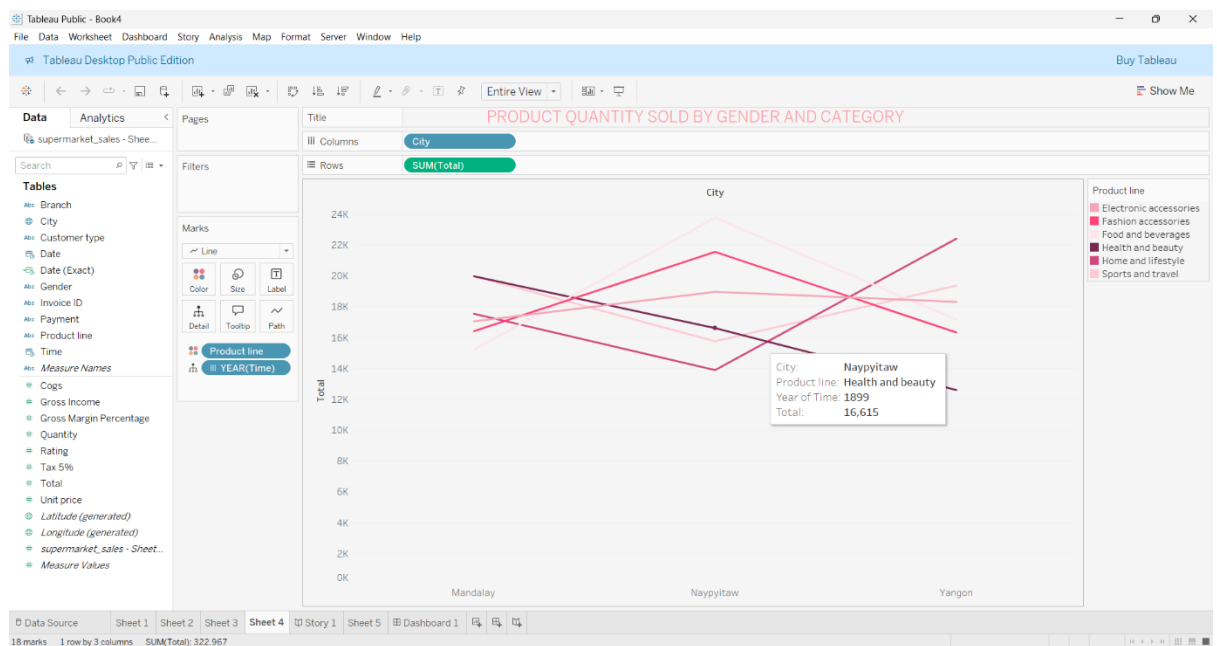 Tableau Public - Book4
File Data Worksheet Dashboard Story Analysis Map Format Server Window Help
Tableau Desktop Public Edition
Buy Tableau
Entire View
Show Me
Data Analytics
supermarket_sales - Shee...
Search
Tables
Abc Branch
City
Abc Customer type
Date
Date (Exact)
Abc Gender
Abc Invoice ID
Abc Payment
Abc Product line
Time
Abc Measure Names
# Cogs
# Gross Income
# Gross Margin Percentage
# Quantity
# Rating
# Tax 5%
# Total
# Unit price
Latitude (generated)
Longitude (generated)
# supermarket_sales - Sheet...
# Measure Values
Pages
Filters
Marks
Line
Color Size Label
Detail Tooltip Path
Product line
YEAR(Time)
Title
PRODUCT QUANTITY SOLD BY GENDER AND CATEGORY
Columns City
Rows SUM(Total)
City
24K
22K
20K
18K
16K
14K
12K
10K
8K
6K
4K
2K
0K
Total
Mandalay Naypyitaw Yangon
City: Naypyitaw
Product line: Health and beauty
Year of Time: 1899
Total: 16,615
Product line
Electronic accessories
Fashion accessories
Food and beverages
Health and beauty
Home and lifestyle
Sports and travel
Data Source Sheet 1 Sheet 2 Sheet 3 Sheet 4 Story 1 Sheet 5 Dashboard 1
18 marks 1 row by 3 columns SUM(Total): 322,967